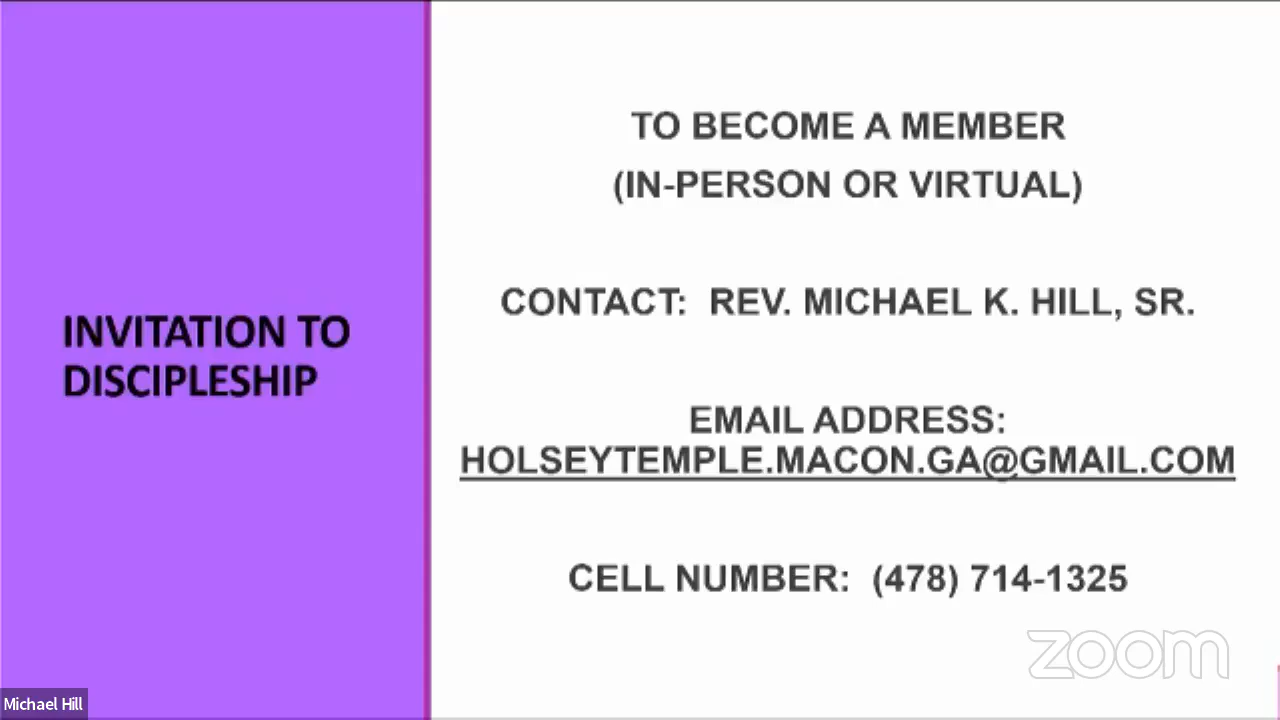 INVITATION TO
DISCIPLESHIP
TO BECOME A MEMBER
(IN-PERSON OR VIRTUAL)
CONTACT: REV. MICHAEL K. HILL, SR.
EMAIL ADDRESS:
HOLSEYTEMPLE.MACON.GA@GMAIL.COM
CELL NUMBER: (478) 714-1325
zoom
Michael Hill